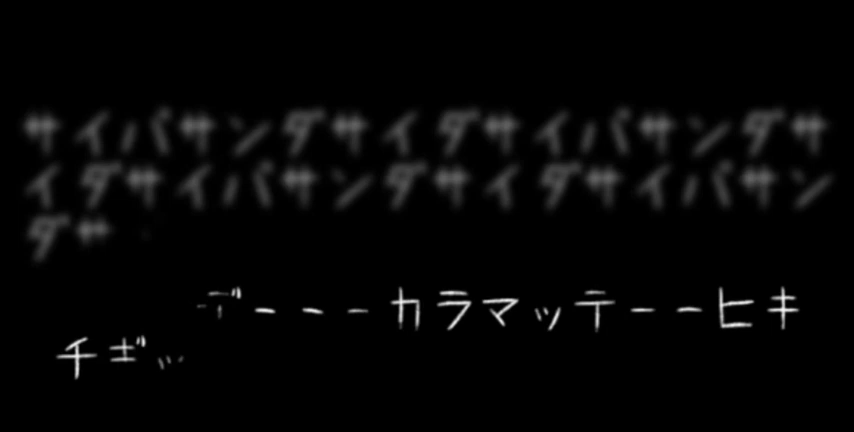 サイバサンダサイダサイバサンダサ
イダサイバサンダサイダサイバサン
ダサ
デーーーカラマッテーーヒキ
チギッ